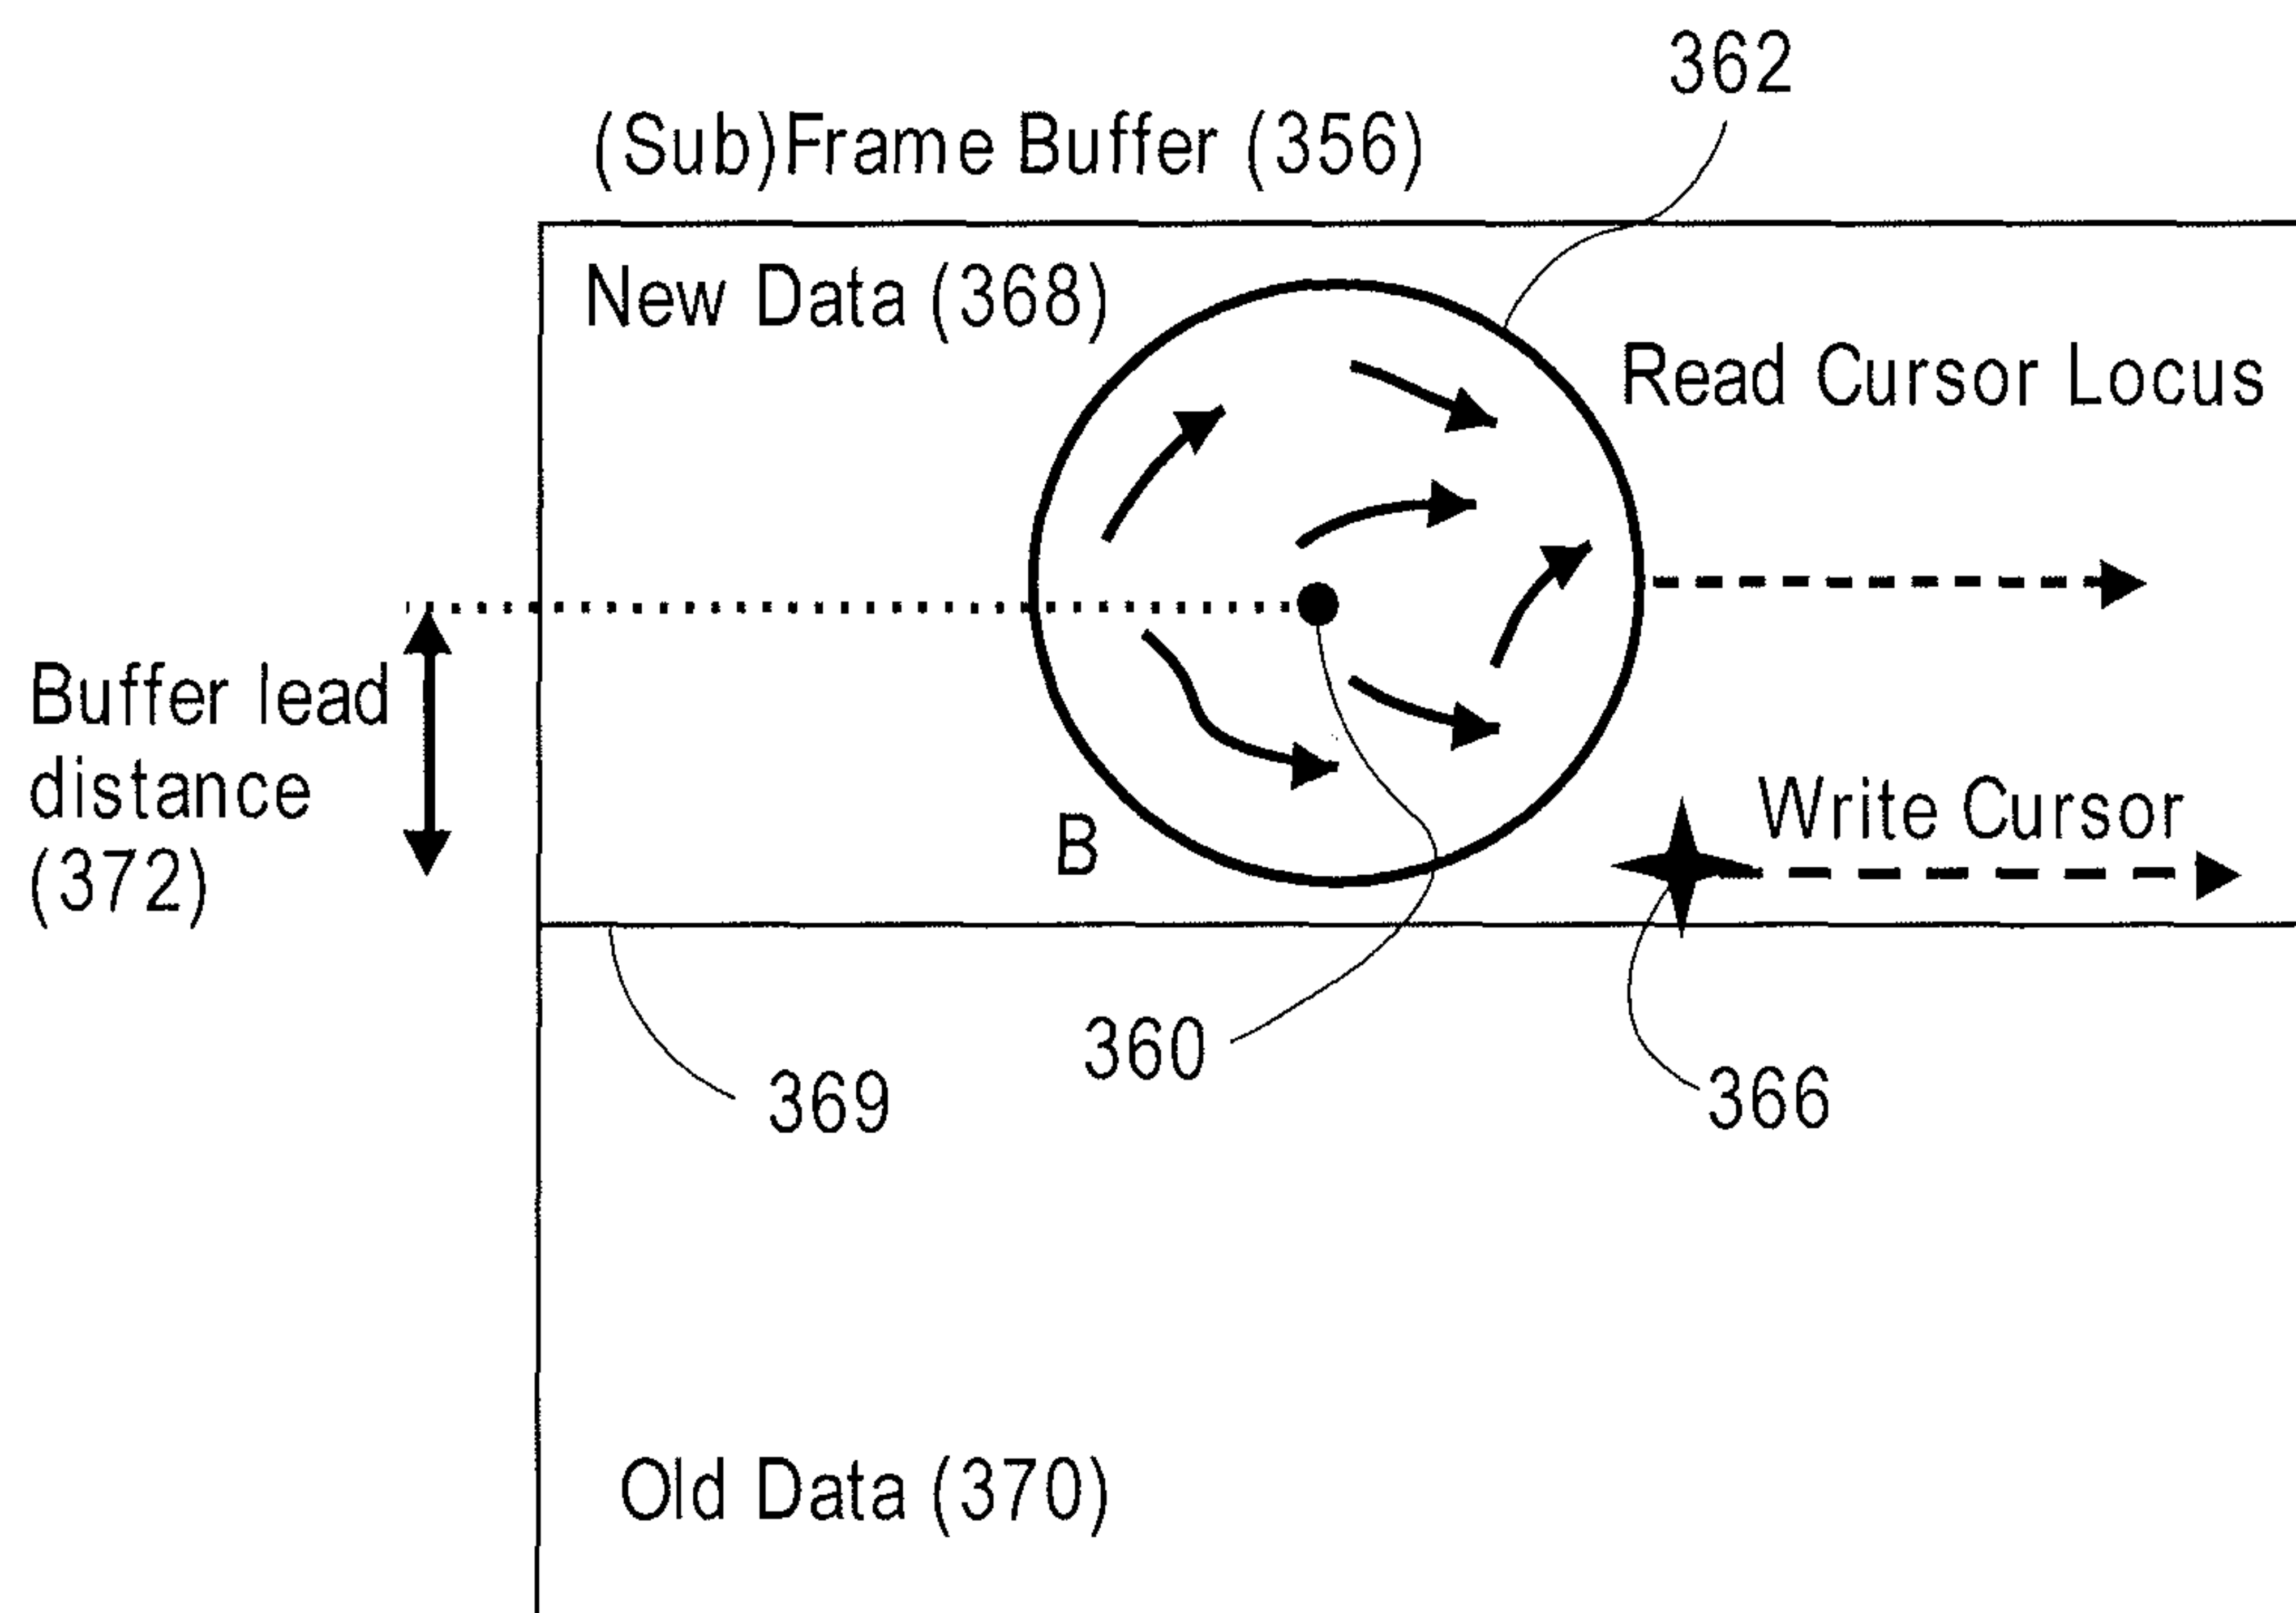 362
(Sub)Frame Buffer (356)
New Data (368)
Read Cursor Locus
Buffer lead
distance
(372)
Write Cursor
B
360
369
366
Old Data (370)